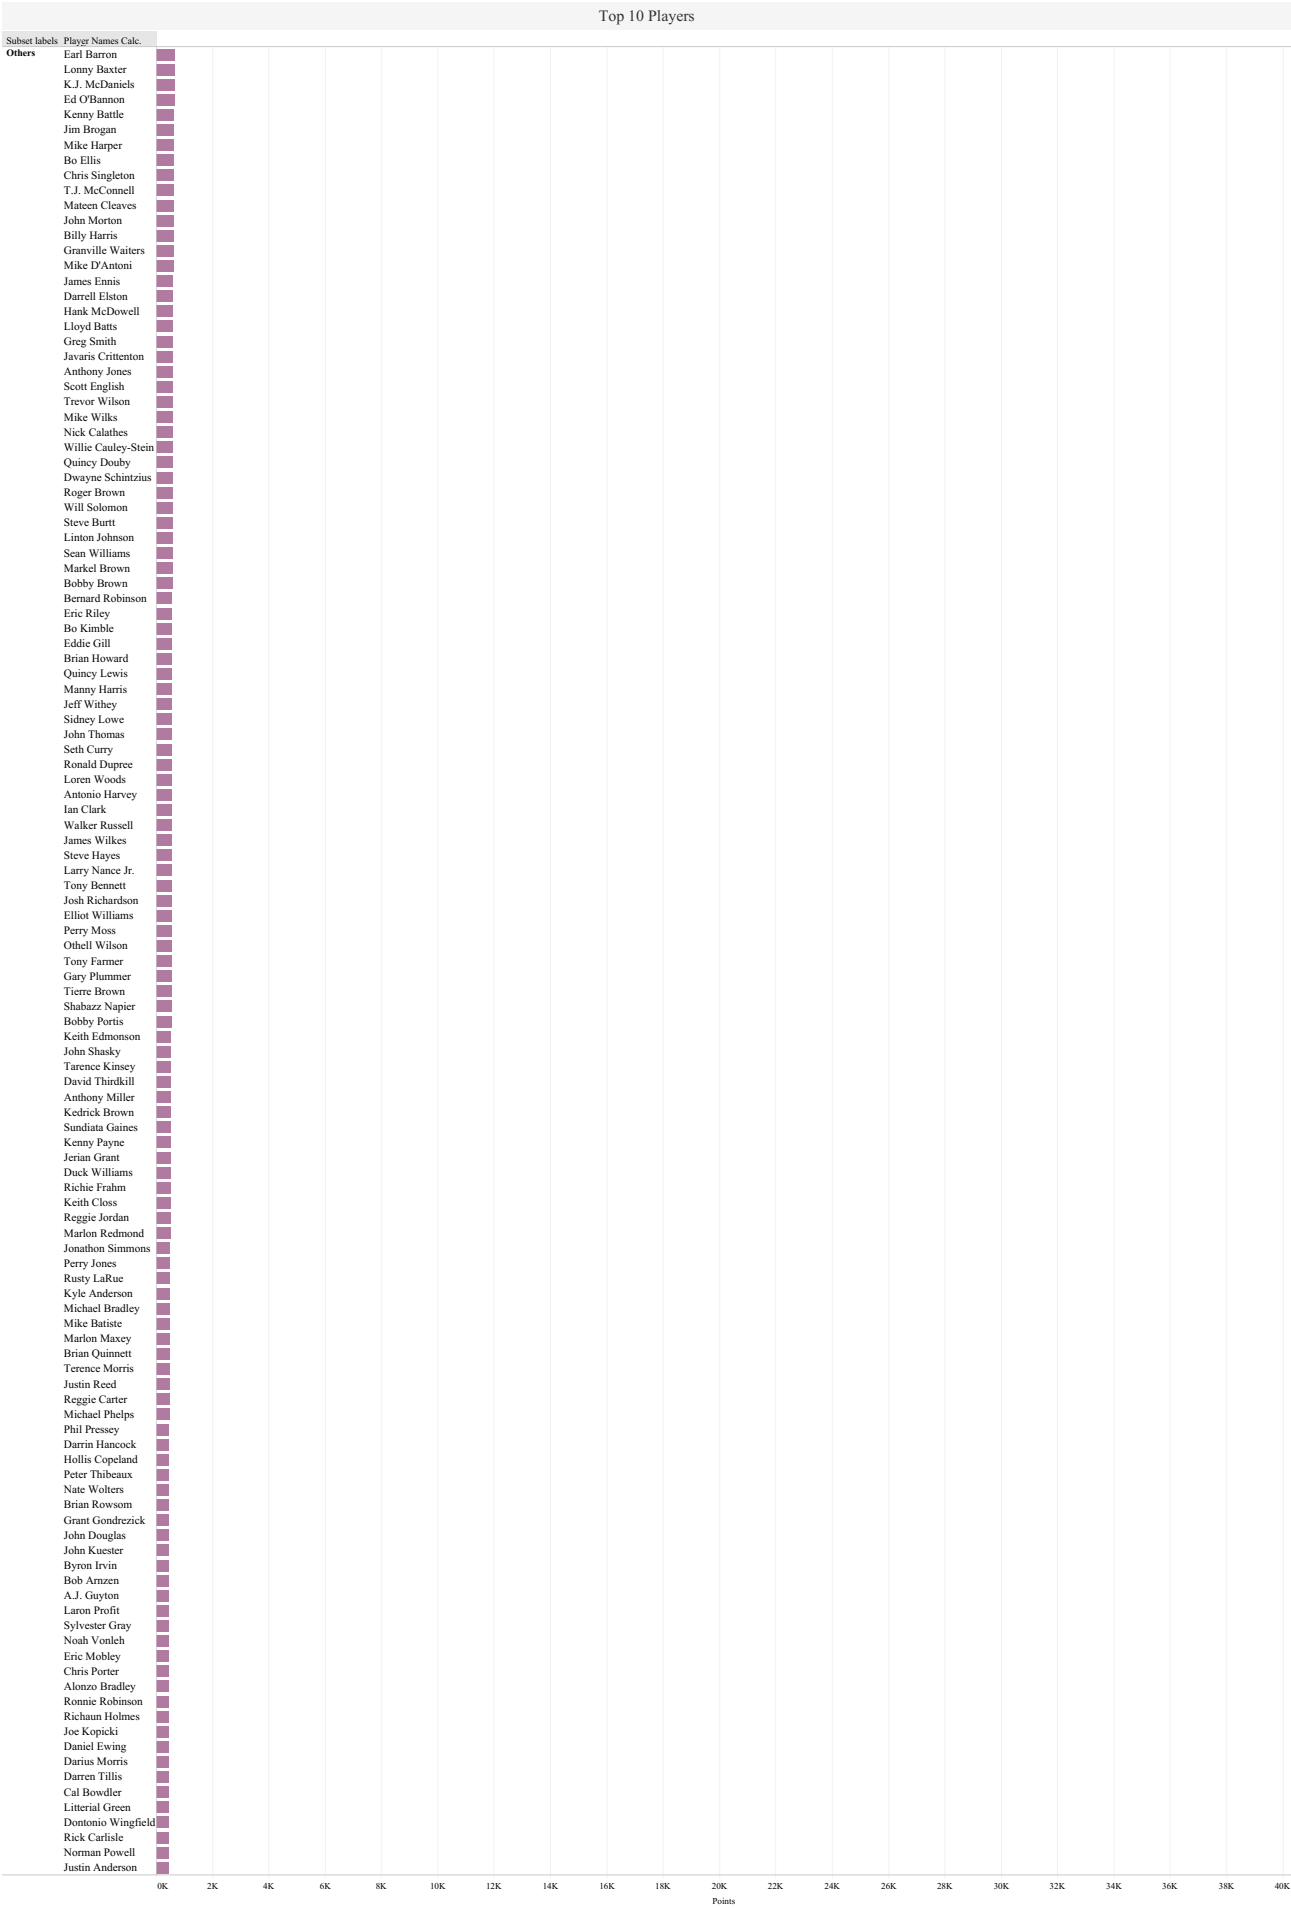 Top 10 Players
Subset labels Player Names Calc.
Others Earl Barron
Lonny Baxter
K.J. McDaniels
Ed O'Bannon
Kenny Battle
Jim Brogan
Mike Harper
Bo Ellis
Chris Singleton
T.J. McConnell
Mateen Cleaves
John Morton
Billy Harris
Granville Waiters
Mike D'Antoni
James Ennis
Darrell Elston
Hank McDowell
Lloyd Batts
Greg Smith
Javaris Crittenton
Anthony Jones
Scott English
Trevor Wilson
Mike Wilks
Nick Calathes
Willie Cauley-Stein
Quincy Douby
Dwayne Schintzius
Roger Brown
Will Solomon
Steve Burtt
Linton Johnson
Sean Williams
Markel Brown
Bobby Brown
Bernard Robinson
Eric Riley
Bo Kimble
Eddie Gill
Brian Howard
Quincy Lewis
Manny Harris
Jeff Withey
Sidney Lowe
John Thomas
Seth Curry
Ronald Dupree
Loren Woods
Antonio Harvey
Ian Clark
Walker Russell
James Wilkes
Steve Hayes
Larry Nance Jr.
Tony Bennett
Josh Richardson
Elliot Williams
Perry Moss
Othell Wilson
Tony Farmer
Gary Plummer
Tierre Brown
Shabazz Napier
Bobby Portis
Keith Edmonson
John Shasky
Tarence Kinsey
David Thirdkill
Anthony Miller
Kedrick Brown
Sundiata Gaines
Kenny Payne
Jerian Grant
Duck Williams
Richie Frahm
Keith Closs
Reggie Jordan
Marlon Redmond
Jonathon Simmons
Perry Jones
Rusty LaRue
Kyle Anderson
Michael Bradley
Mike Batiste
Marlon Maxey
Brian Quinnett
Terence Morris
Justin Reed
Reggie Carter
Michael Phelps
Phil Pressey
Darrin Hancock
Hollis Copeland
Peter Thibeaux
Nate Wolters
Brian Rowsom
Grant Gondrezick
John Douglas
John Kuester
Byron Irvin
Bob Arnzen
A.J. Guyton
Laron Profit
Sylvester Gray
Noah Vonleh
Eric Mobley
Chris Porter
Alonzo Bradley
Ronnie Robinson
Richaun Holmes
Joe Kopicki
Daniel Ewing
Darius Morris
Darren Tillis
Cal Bowdler
Litterial Green
Dontonio Wingfield
Rick Carlisle
Norman Powell
Justin Anderson
0K 2K 4K 6K 8K 10K 12K 14K 16K 18K 20K 22K 24K 26K 28K 30K 32K 34K 36K 38K 40K
Points